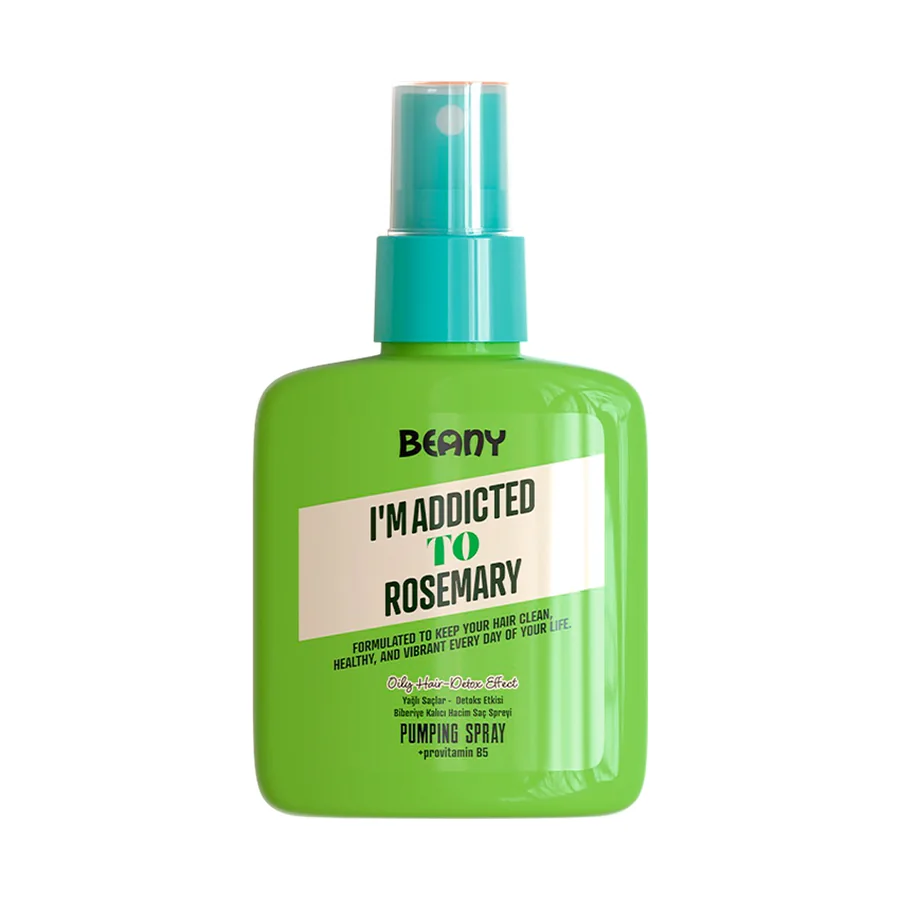 BEANY
I'M ADDICTED
TO
ROSEMARY
FORMULATED TO KEEP YOUR HAIR CLEAN,
HEALTHY, AND VIBRANT EVERY DAY OF YOUR LIFE.
Oily Hair-Detox Effect
Yağlı Saçlar - Detoks Etkisi
Biberiye Kalıcı Hacim Saç Spreyi
PUMPING SPRAY
+provitamin B5